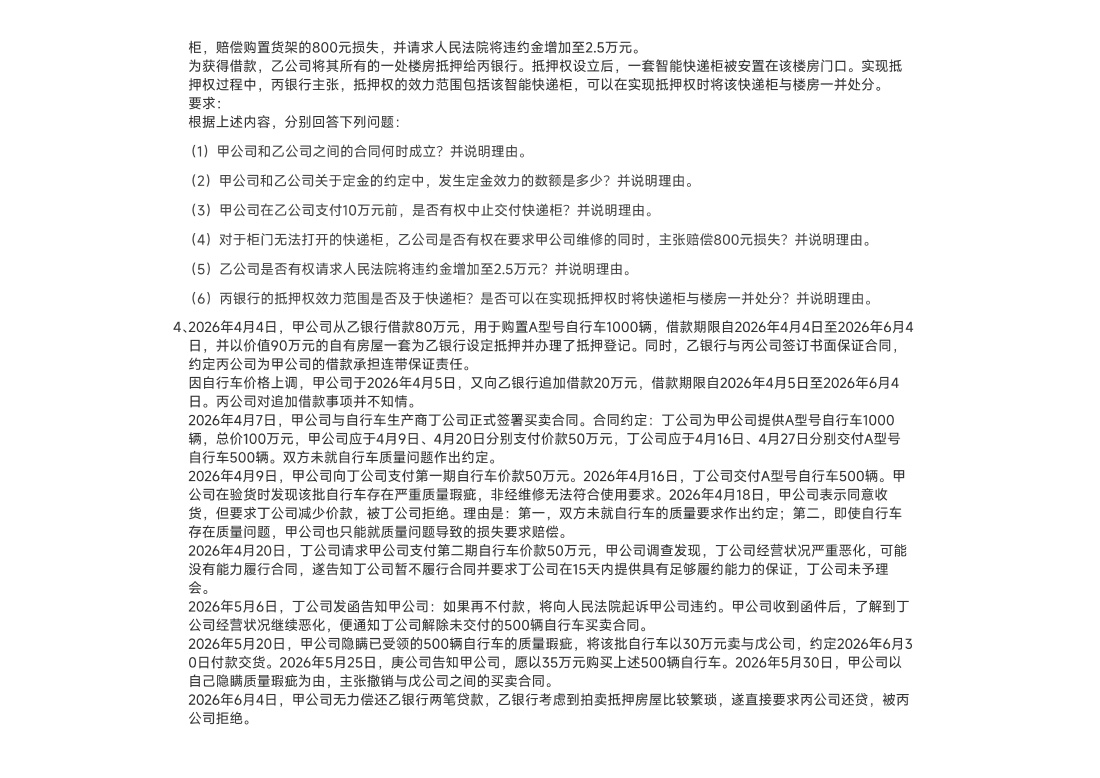 柜，赔偿购置货架的800元损失，并请求人民法院将违约金增加至2.5万元。
为获得借款，乙公司将其所有的一处楼房抵押给丙银行。抵押权设立后，一套智能快递柜被安置在该楼房门口。实现抵
押权过程中，丙银行主张，抵押权的效力范围包括该智能快递柜，可以在实现抵押权时将该快递柜与楼房一并处分。
要求：
根据上述内容，分别回答下列问题：
（1）甲公司和乙公司之间的合同何时成立？并说明理由。
（2）甲公司和乙公司关于定金的约定中，发生定金效力的数额是多少？并说明理由。
（3）甲公司在乙公司支付10万元前，是否有权中止交付快递柜？并说明理由。
（4）对于柜门无法打开的快递柜，乙公司是否有权在要求甲公司维修的同时，主张赔偿800元损失？并说明理由。
（5）乙公司是否有权请求人民法院将违约金增加至2.5万元？并说明理由。
（6）丙银行的抵押权效力范围是否及于快递柜？是否可以在实现抵押权时将快递柜与楼房一并处分？并说明理由。
4、2026年4月4日，甲公司从乙银行借款80万元，用于购置A型号自行车1000辆，借款期限自2026年4月4日至2026年6月4
日，并以价值90万元的自有房屋一套为乙银行设定抵押并办理了抵押登记。同时，乙银行与丙公司签订书面保证合同，
约定丙公司为甲公司的借款承担连带保证责任。
因自行车价格上调，甲公司于2026年4月5日，又向乙银行追加借款20万元，借款期限自2026年4月5日至2026年6月4
日。丙公司对追加借款事项并不知情。
2026年4月7日，甲公司与自行车生产商丁公司正式签署买卖合同。合同约定：丁公司为甲公司提供A型号自行车1000
辆，总价100万元，甲公司应于4月9日、4月20日分别支付价款50万元，丁公司应于4月16日、4月27日分别交付A型号
自行车500辆。双方未就自行车质量问题作出约定。
2026年4月9日，甲公司向丁公司支付第一期自行车价款50万元。2026年4月16日，丁公司交付A型号自行车500辆。甲
公司在验货时发现该批自行车存在严重质量瑕疵，非经维修无法符合使用要求。2026年4月18日，甲公司表示同意收
货，但要求丁公司减少价款，被丁公司拒绝。理由是：第一，双方未就自行车的质量要求作出约定；第二，即使自行车
存在质量问题，甲公司也只能就质量问题导致的损失要求赔偿。
2026年4月20日，丁公司请求甲公司支付第二期自行车价款50万元，甲公司调查发现，丁公司经营状况严重恶化，可能
没有能力履行合同，遂告知丁公司暂不履行合同并要求丁公司在15天内提供具有足够履约能力的保证，丁公司未予理
会。
2026年5月6日，丁公司发函告知甲公司：如果再不付款，将向人民法院起诉甲公司违约。甲公司收到函件后，了解到丁
公司经营状况继续恶化，便通知丁公司解除未交付的500辆自行车买卖合同。
2026年5月20日，甲公司隐瞒已受领的500辆自行车的质量瑕疵，将该批自行车以30万元卖与戊公司，约定2026年6月3
0日付款交货。2026年5月25日，庚公司告知甲公司，愿以35万元购买上述500辆自行车。2026年5月30日，甲公司以
自己隐瞒质量瑕疵为由，主张撤销与戊公司之间的买卖合同。
2026年6月4日，甲公司无力偿还乙银行两笔贷款，乙银行考虑到拍卖抵押房屋比较繁琐，遂直接要求丙公司还贷，被丙
公司拒绝。